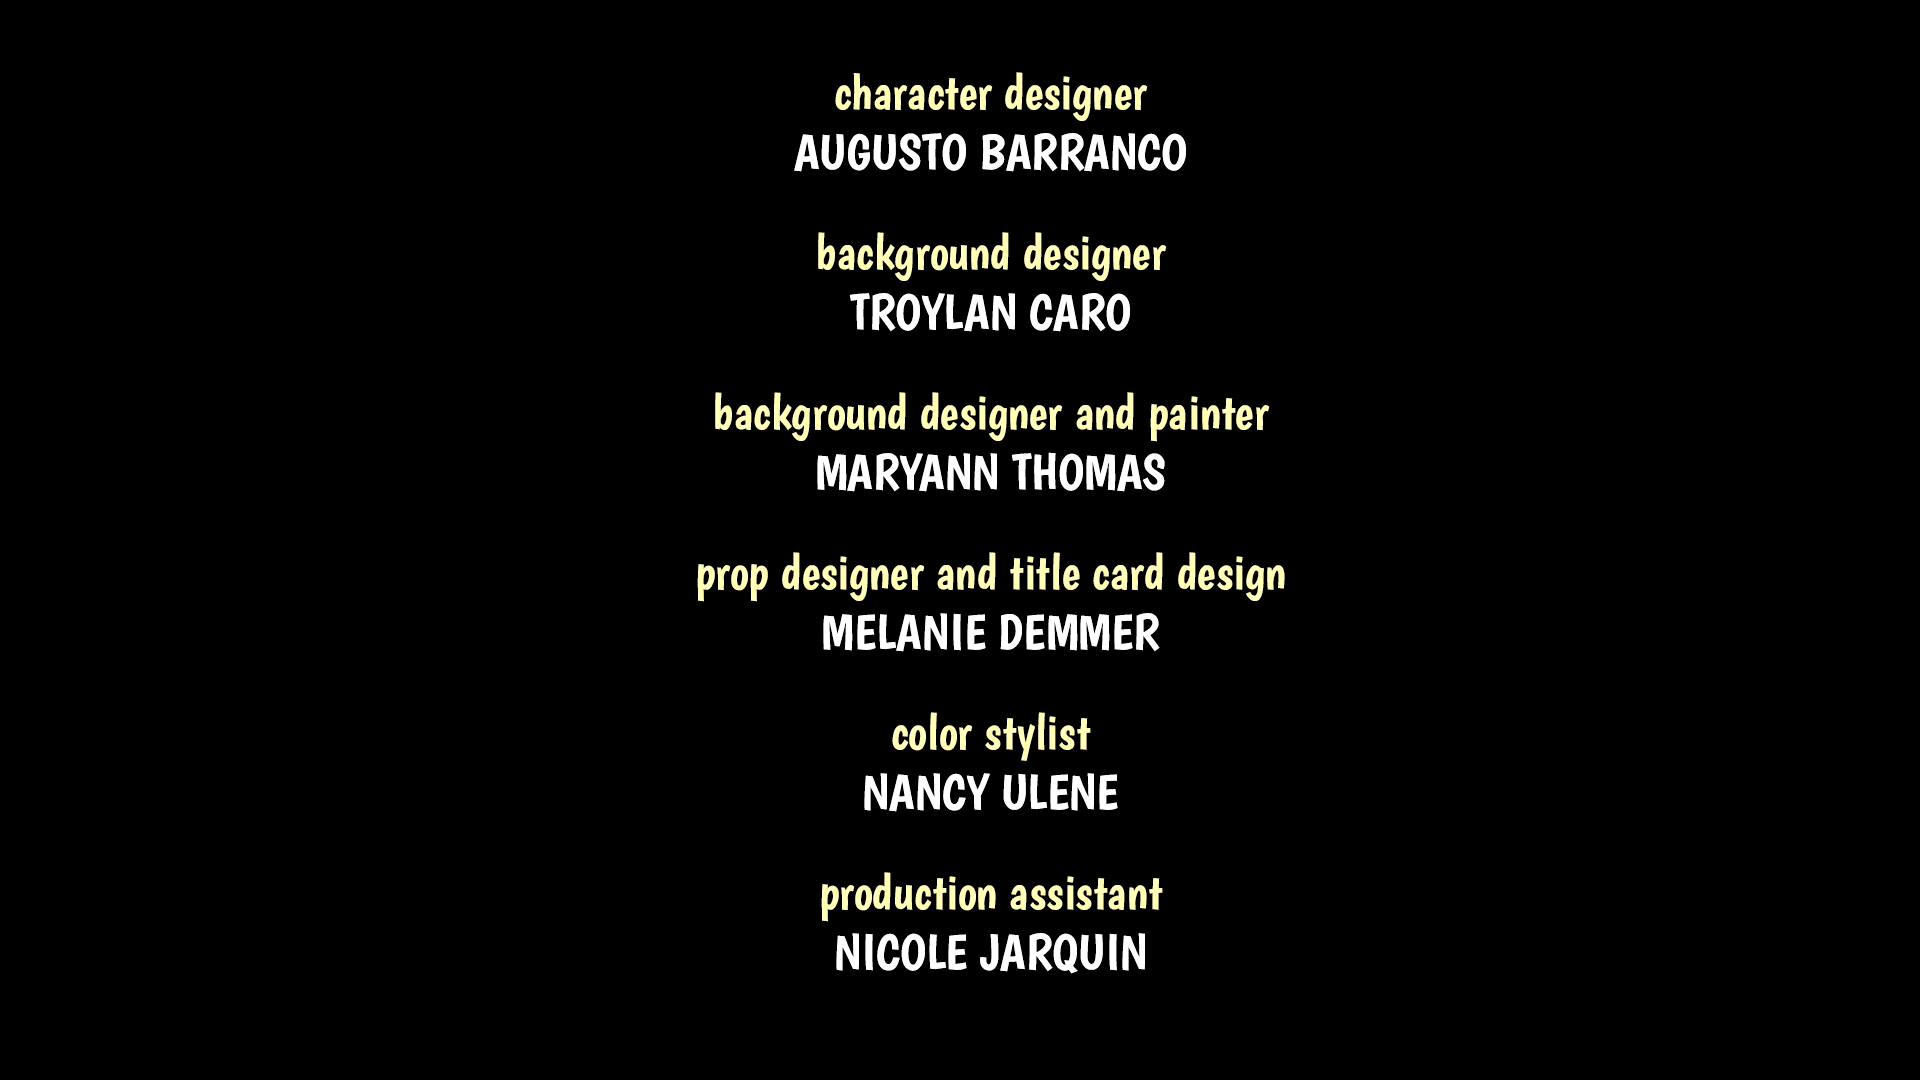 character designer
AUGUSTO BARRANCO
background designer
TROYLAN CARO
background designer and painter
MARYANN THOMAS
prop designer and title card design
MELANIE DEMMER
color stylist
NANCY ULENE
production assistant
NICOLE JARQUIN